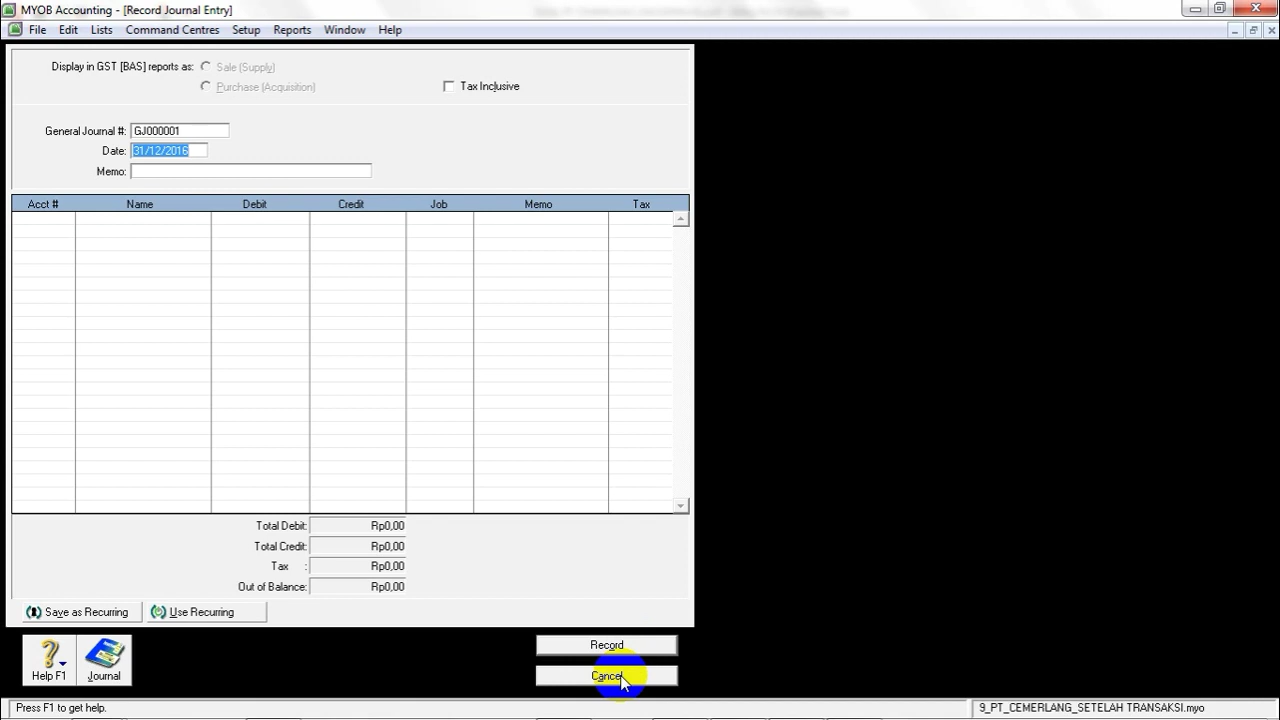 MYOB Accounting - [Record Journal Entry]
File Edit Lists Command Centres Setup Reports Window Help
Display in GST [BAS] reports as: Sale (Supply)
Purchase (Acquisition)
Tax Inclusive
General Journal #: GJ000001
Date: 31/12/2016
Memo:
Acct # Name Debit Credit Job Memo Tax
Total Debit: Rp0,00
Total Credit: Rp0,00
Tax : Rp0,00
Out of Balance: Rp0,00
Save as Recurring Use Recurring
Record
Help F1 Journal Cancel
Press F1 to get help. 9_PT_CEMERLANG_SETELAH TRANSAKSI.myo